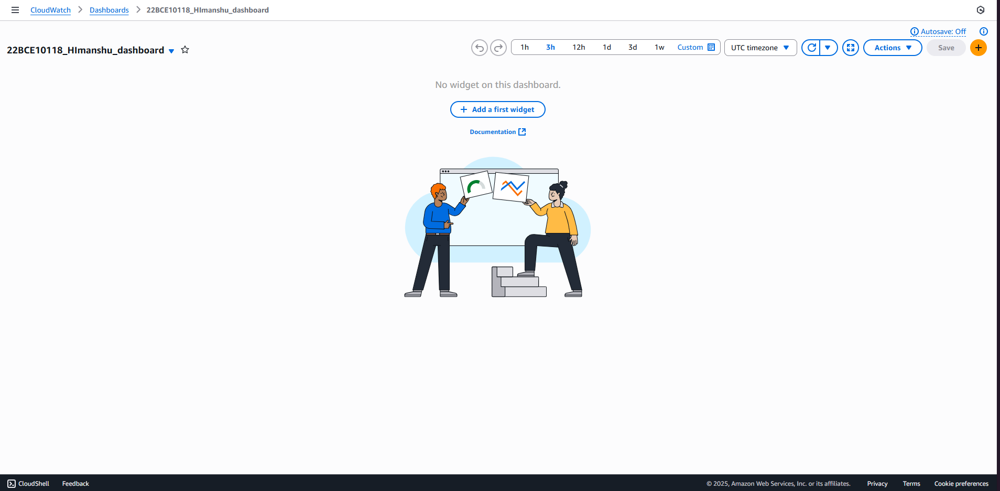 CloudWatch > Dashboards > 22BCE10118_HImanshu_dashboard
Autosave: Off
22BCE10118_HImanshu_dashboard
1h 3h 12h 1d 3d 1w Custom UTC timezone Actions Save
No widget on this dashboard.
Add a first widget
Documentation
CloudShell Feedback © 2025, Amazon Web Services, Inc. or its affiliates. Privacy Terms Cookie preferences